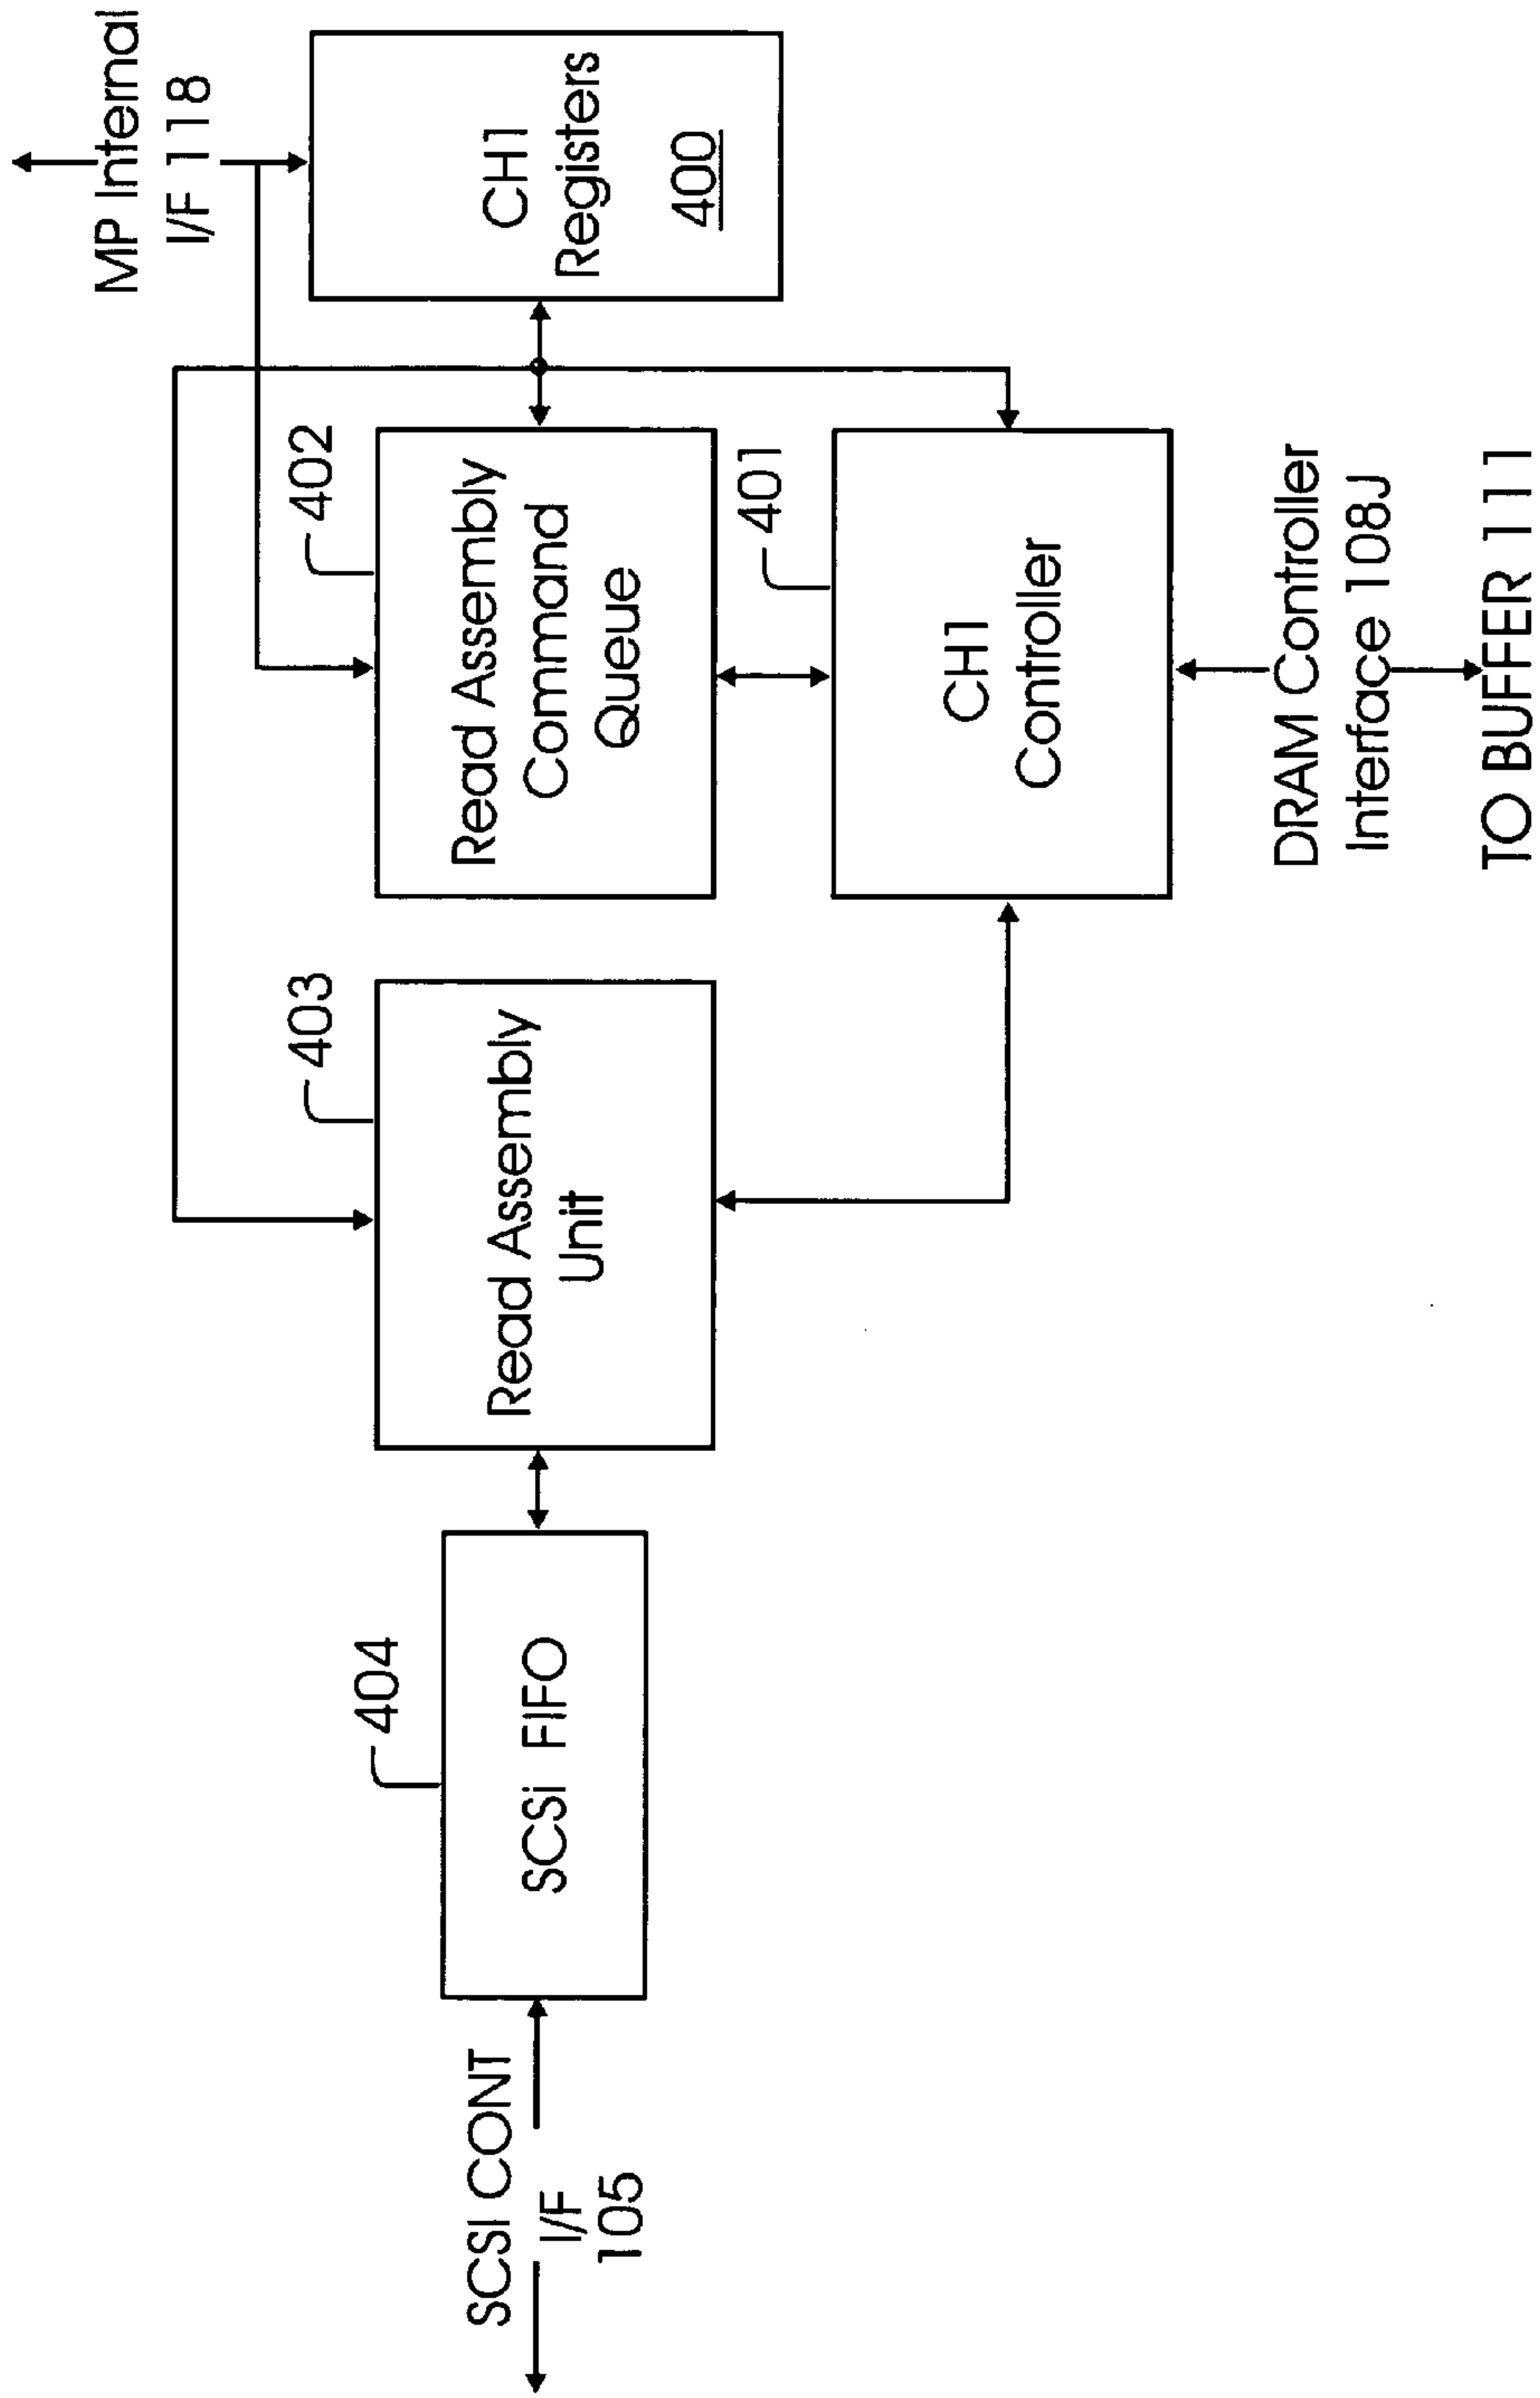 MP Internal
I/F 118
404
403
402
SCSI CONT
I/F
105
SCSi FIFO
Read Assembly
Unit
Read Assembly
Command
Queue
CH1
Registers
400
401
CH1
Controller
DRAM Controller
Interface 108J
TO BUFFER 111